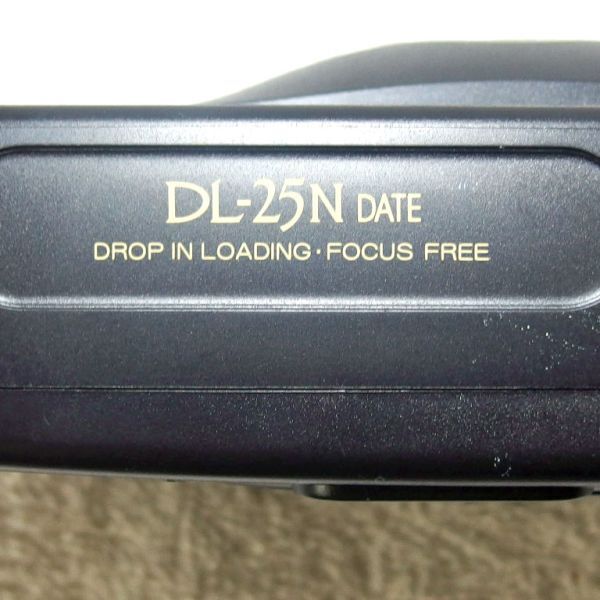 DL-25N DATE
DROP IN LOADING·FOCUS FREE